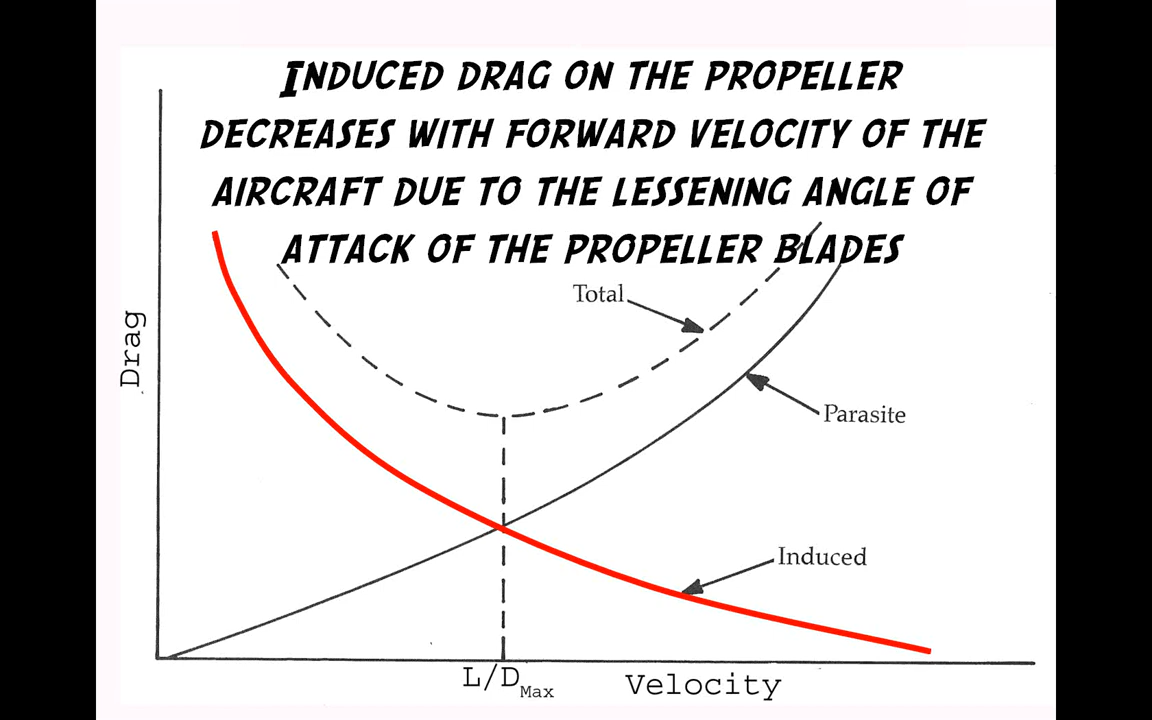 INDUCED DRAG ON THE PROPELLER
DECREASES WITH FORWARD VELOCITY OF THE
AIRCRAFT DUE TO THE LESSENING ANGLE OF
ATTACK OF THE PROPELLER BLADES
Total
Drag
Parasite
Induced
L/DMax
Velocity